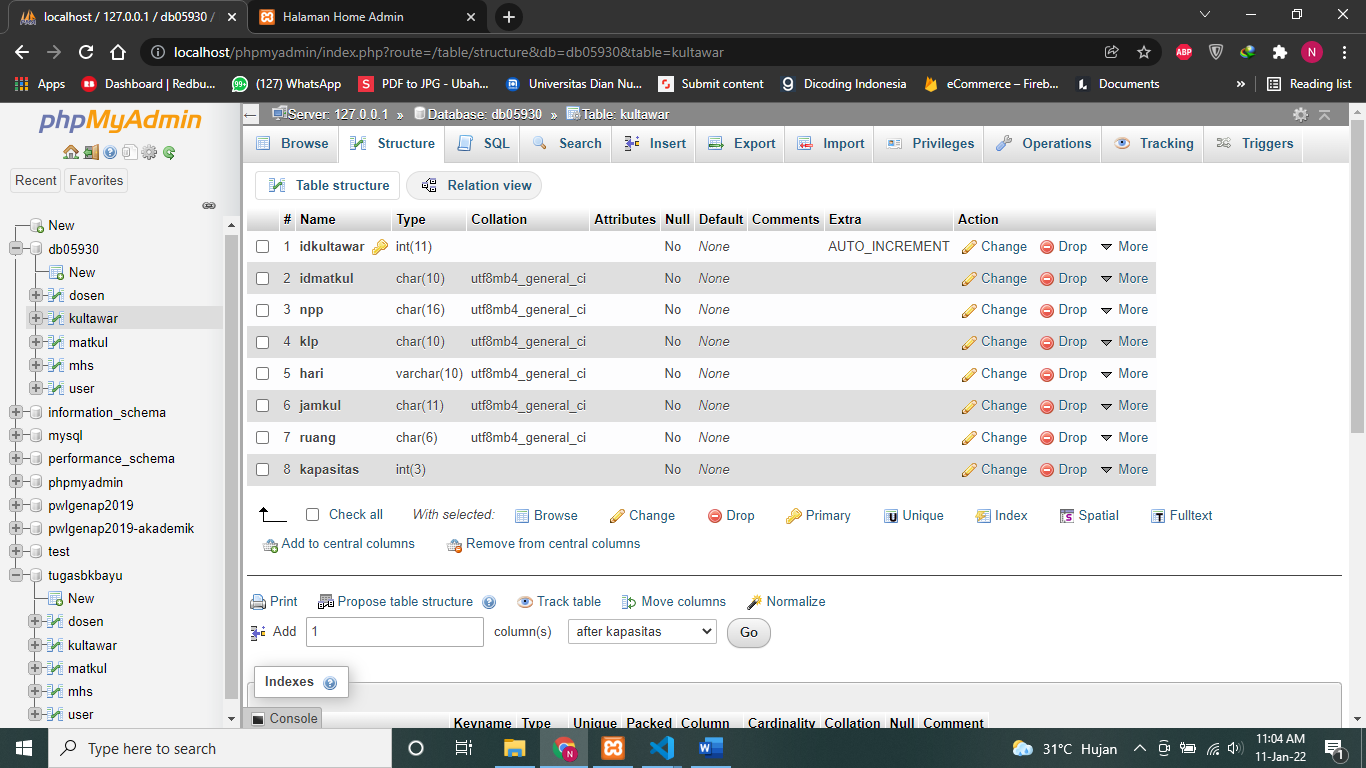 localhost / 127.0.0.1 / db05930 /
Halaman Home Admin
localhost/phpmyadmin/index.php?route=/table/structure&db=db05930&table=kultawar
ABP
N
Apps
Dashboard | Redbu...
99+
(127) WhatsApp
PDF to JPG - Ubah...
Universitas Dian Nu...
Submit content
Dicoding Indonesia
eCommerce – Fireb...
Documents
»
Reading list
phpMyAdmin
Recent
Favorites
New
db05930
New
dosen
kultawar
matkul
mhs
user
information_schema
mysql
performance_schema
phpmyadmin
pwlgenap2019
pwlgenap2019-akademik
test
tugasbkbayu
New
dosen
kultawar
matkul
mhs
user
Server: 127.0.0.1 » Database: db05930 » Table: kultawar
Browse Structure SQL Search Insert Export Import Privileges Operations Tracking Triggers
Table structure Relation view
# Name Type Collation Attributes Null Default Comments Extra Action
1 idkultawar int(11) No None AUTO_INCREMENT Change Drop More
2 idmatkul char(10) utf8mb4_general_ci No None Change Drop More
3 npp char(16) utf8mb4_general_ci No None Change Drop More
4 klp char(10) utf8mb4_general_ci No None Change Drop More
5 hari varchar(10) utf8mb4_general_ci No None Change Drop More
6 jamkul char(11) utf8mb4_general_ci No None Change Drop More
7 ruang char(6) utf8mb4_general_ci No None Change Drop More
8 kapasitas int(3) No None Change Drop More
Check all With selected: Browse Change Drop Primary Unique Index Spatial Fulltext
Add to central columns Remove from central columns
Print Propose table structure Track table Move columns Normalize
Add 1 column(s) after kapasitas Go
Indexes
Console
Keyname Type Unique Packed Column Cardinality Collation Null Comment
Type here to search
31°C Hujan
11:04 AM
11-Jan-22
1